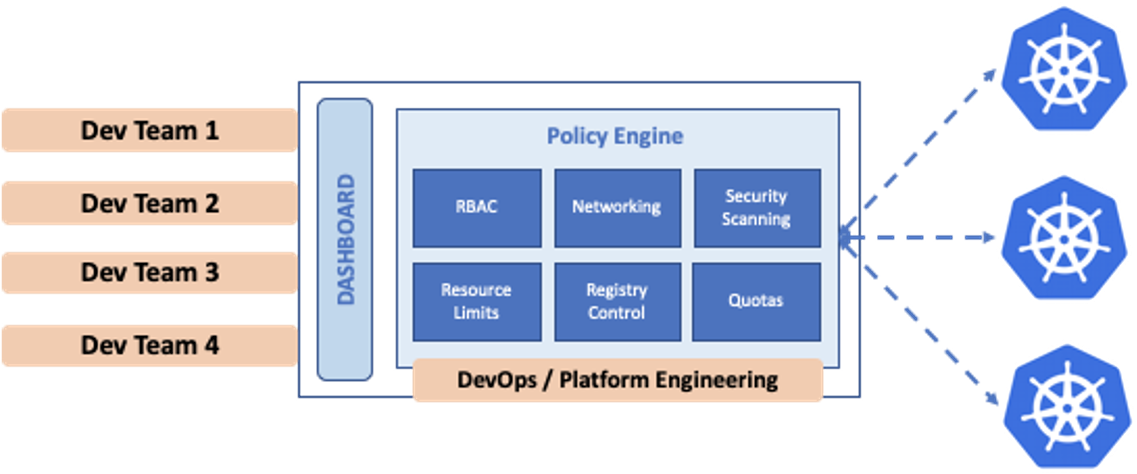 Dev Team 1
Dev Team 2
Dev Team 3
Dev Team 4
DASHBOARD
Policy Engine
RBAC
Networking
Security
Scanning
Resource
Limits
Registry
Control
Quotas
DevOps / Platform Engineering